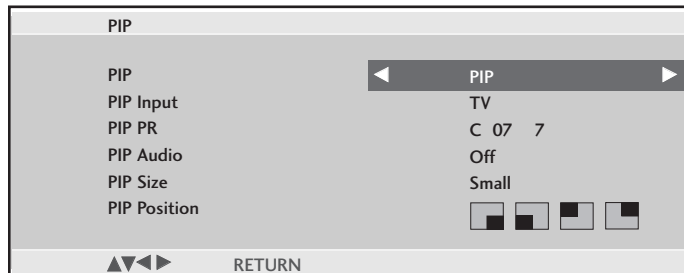 PIP
PIP ◀ PIP ▶
PIP Input TV
PIP PR C 07 7
PIP Audio Off
PIP Size Small
PIP Position
▲▼◀▶ RETURN